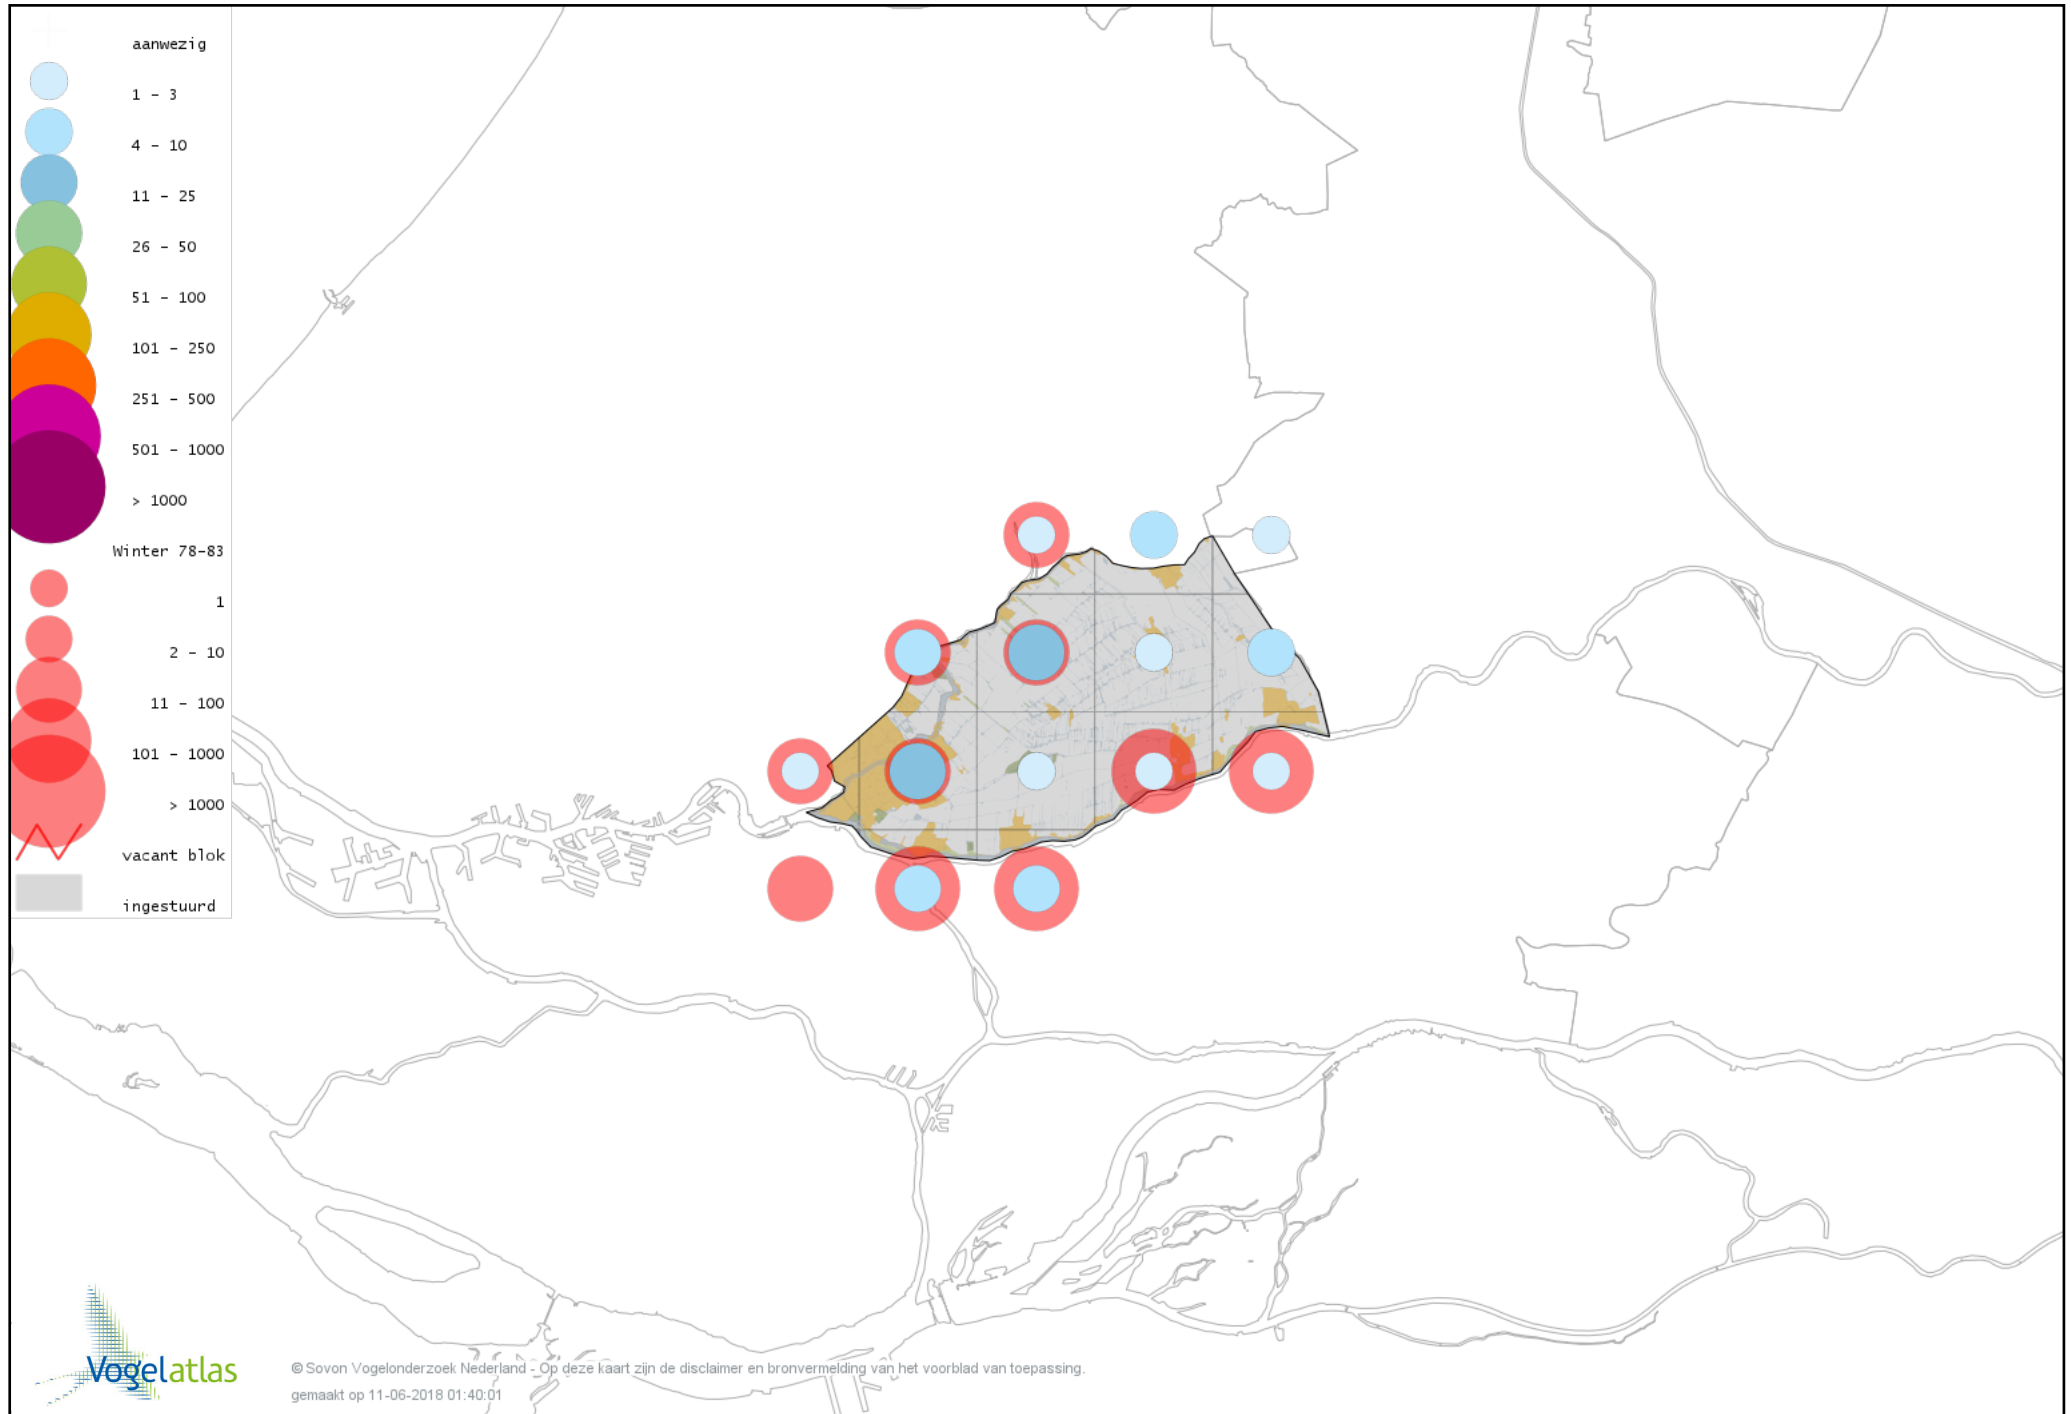 aanwezig
1 – 3
4 – 10
11 – 25
26 – 50
51 – 100
101 – 250
251 – 500
501 – 1000
> 1000
Winter 78-83
1
2 – 10
11 – 100
101 – 1000
> 1000
vacant blok
ingestuurd
Vogelatlas
© Sovon Vogelonderzoek Nederland - Op deze kaart zijn de disclaimer en bronvermelding van het voorblad van toepassing.
gemaakt op 11-06-2018 01:40:01